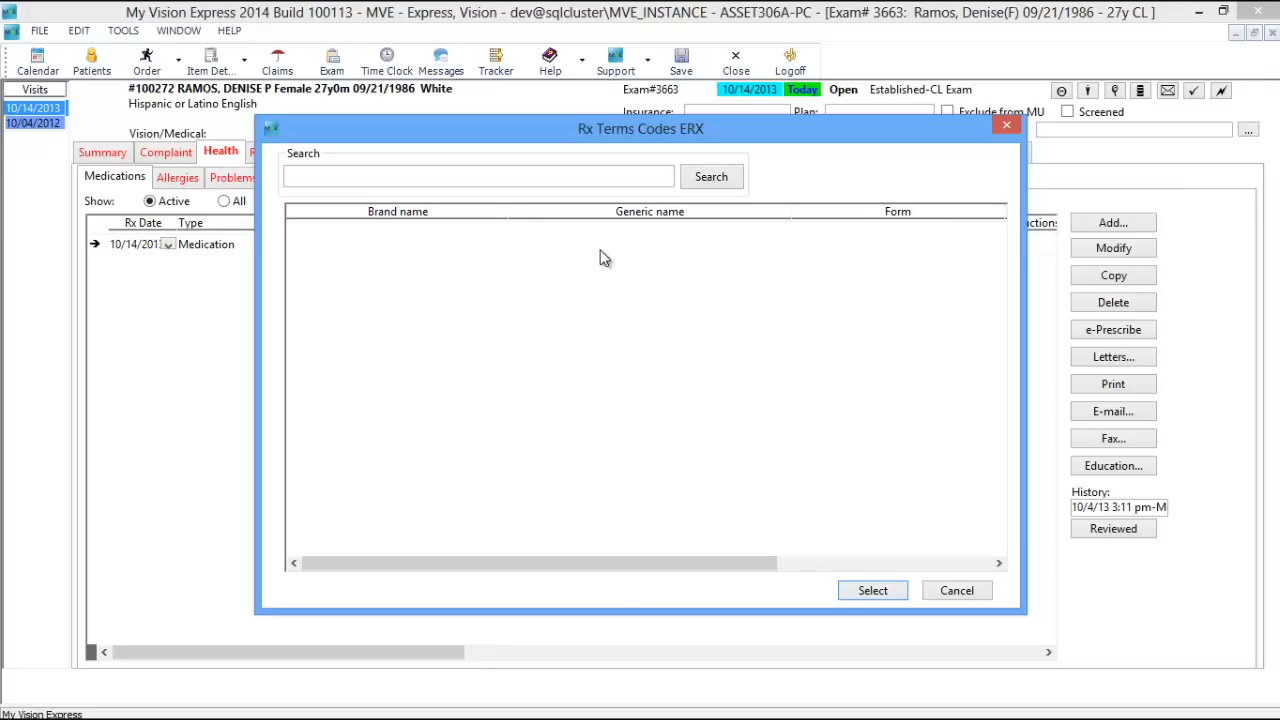 My Vision Express 2014 Build 100113 - MVE - Express, Vision - dev@sqlcluster\MVE_INSTANCE - ASSET306A-PC - [Exam# 3663: Ramos, Denise(F) 09/21/1986 - 27y CL ]
FILE EDIT TOOLS WINDOW HELP
Calendar Patients Order Item Det... Claims Exam Time Clock Messages Tracker Help Support Save Close Logoff
Visits
10/14/2013
10/04/2012
#100272 RAMOS, DENISE P Female 27y0m 09/21/1986 White
Exam#3663 10/14/2013 Today Open Established-CL Exam
Hispanic or Latino English
Insurance: Plan: Exclude from MU Screened
Vision/Medical:
...
Summary Complaint Health
Medications Allergies Problems
Show: Active All
Rx Date Type
ctions
10/14/201 Medication
Rx Terms Codes ERX
Search
Search
Brand name Generic name Form
Select Cancel
Add...
Modify
Copy
Delete
e-Prescribe
Letters...
Print
E-mail...
Fax...
Education...
History:
10/4/13 3:11 pm-M
Reviewed
My Vision Express